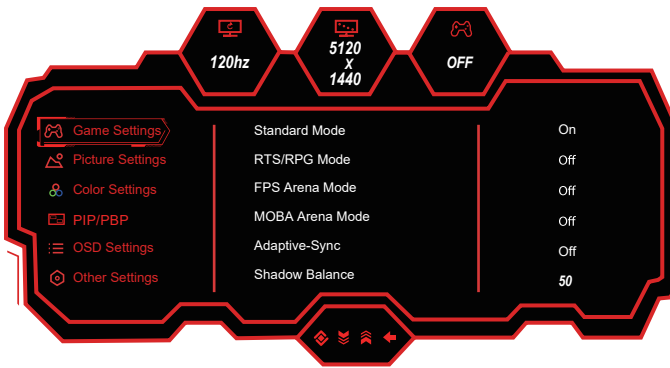 120hz
5120
X
1440
OFF
Game Settings
Picture Settings
Color Settings
PIP/PBP
OSD Settings
Other Settings
Standard Mode On
RTS/RPG Mode Off
FPS Arena Mode Off
MOBA Arena Mode Off
Adaptive-Sync Off
Shadow Balance 50